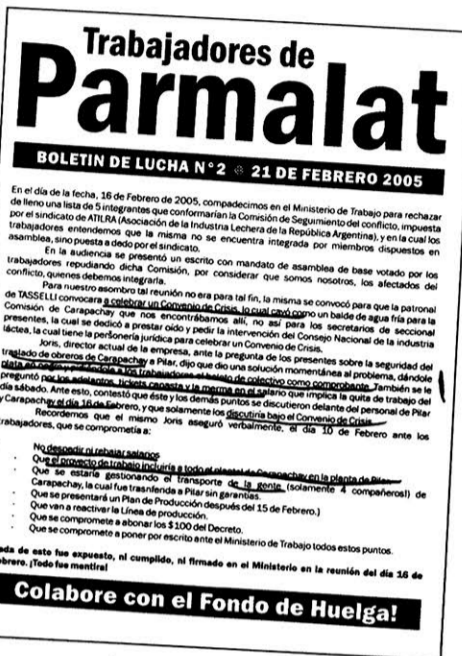 Trabajadores de
Parmalat
BOLETIN DE LUCHA N°2 21 DE FEBRERO 2005
En el día de la fecha, 16 de Febrero de 2005, compadecimos en el Ministerio de Trabajo para rechazar
de lleno una lista de 5 integrantes que conformarían la Comisión de Seguimiento del conflicto, impuesta
por el sindicato de ATILRA (Asociación de la Industria Lechera de la República Argentina), y en la cual los
trabajadores entendemos que la misma no se encuentra integrada por miembros dispuestos en
asamblea, sino puesta a dedo por el sindicato.
En la audiencia se presentó un escrito con mandato de asamblea de base votado por los
trabajadores repudiando dicha Comisión, por considerar que somos nosotros, los afectados del
conflicto, quienes debemos integrarla.
Para nuestro asombro tal reunión no era para tal fin, la misma se convocó para que la patronal
de TASSELLI convocara a celebrar un Convenio de Crisis, lo cual cayó como un balde de agua fría para la
Comisión de Carapachay que nos encontrábamos allí, no así para los secretarios de seccional
presentes, la cual se dedicó a prestar oído y pedir la intervención del Consejo Nacional de la industria
láctea, la cual tiene la personería jurídica para celebrar un Convenio de Crisis.
Joris, director actual de la empresa, ante la pregunta de los presentes sobre la seguridad del
traslado de obreros de Carapachay a Pilar, dijo que dio una solución momentánea al problema, dándole
plata en negro y pidiéndole a los trabajadores el boleto de colectivo como comprobante. También se le
preguntó por los adelantos, tickets canasta y la merma en el salario que implica la quita de trabajo del
día sábado. Ante esto, contestó que éste y los demás puntos se discutieron delante del personal de Pilar
y Carapachay el día 16 de Febrero, y que solamente los discutiría bajo el Convenio de Crisis.
Recordemos que el mismo Joris aseguró verbalmente, el día 10 de Febrero ante los
trabajadores, que se comprometía a:
No despedir ni rebajar salarios
· Que el proyecto de trabajo incluiría a todo el plantel de Carapachay en la planta de Pilar
· Que se estaría gestionando el transporte de la gente (solamente 4 compañeros!) de
Carapachay, la cual fue trasnferida a Pilar sin garantías.
· Que se presentará un Plan de Producción después del 15 de Febrero.)
· Que van a reactivar la Línea de producción.
· Que se compromete a abonar los $100 del Decreto.
· Que se compromete a poner por escrito ante el Ministerio de Trabajo todos estos puntos.
ada de esto fue expuesto, ni cumplido, ni firmado en el Ministerio en la reunión del día 16 de
ebrero. ¡Todo fue mentira!
Colabore con el Fondo de Huelga!